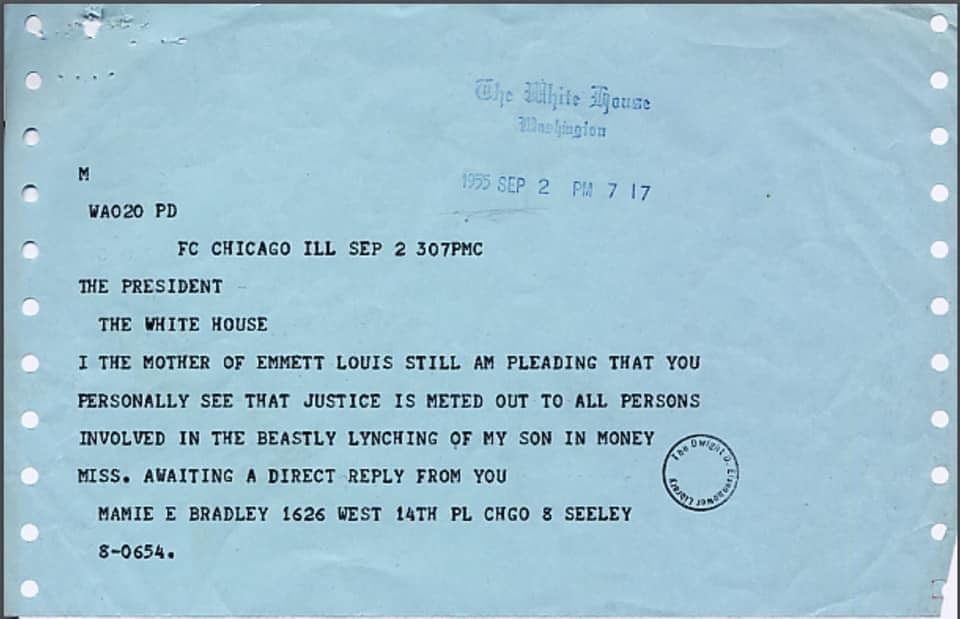 The White House
Washington
1955 SEP 2 PM 7 17
M
WA020 PD
FC CHICAGO ILL SEP 2 307PMC
THE PRESIDENT
THE WHITE HOUSE
I THE MOTHER OF EMMETT LOUIS STILL AM PLEADING THAT YOU
PERSONALLY SEE THAT JUSTICE IS METED OUT TO ALL PERSONS
INVOLVED IN THE BEASTLY LYNCHING OF MY SON IN MONEY
MISS. AWAITING A DIRECT REPLY FROM YOU
The Dwight D. Eisenhower Library
MAMIE E BRADLEY 1626 WEST 14TH PL CHGO 8 SEELEY
8-0654.